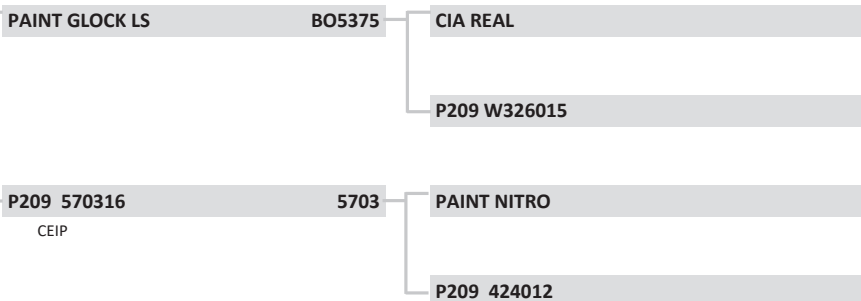 PAINT GLOCK LS BO5375 CIA REAL
P209 W326015
P209 570316 5703 PAINT NITRO
CEIP
P209 424012